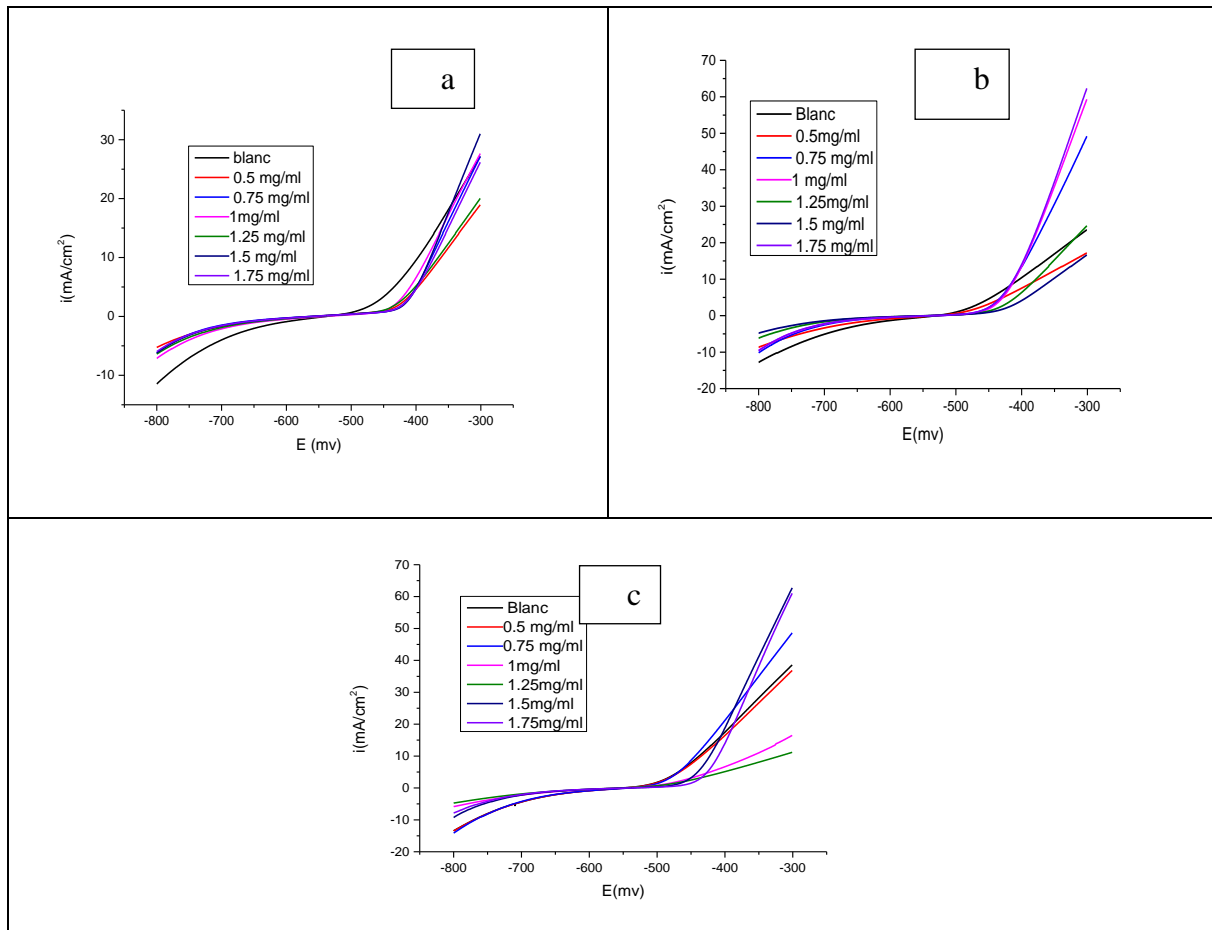 a
30
20
10
0
-10
-800
-700
-600
-500
-400
-300
i(mA/cm²)
E (mv)
blanc
0.5 mg/ml
0.75 mg/ml
1mg/ml
1.25 mg/ml
1.5 mg/ml
1.75 mg/ml
b
70
60
50
40
30
20
10
0
-10
-20
-800
-700
-600
-500
-400
-300
i(mA/cm²)
E(mv)
Blanc
0.5mg/ml
0.75 mg/ml
1 mg/ml
1.25mg/ml
1.5 mg/ml
1.75 mg/ml
c
70
60
50
40
30
20
10
0
-10
-20
-800
-700
-600
-500
-400
-300
i(mA/cm²)
E(mv)
Blanc
0.5 mg/ml
0.75 mg/ml
1mg/ml
1.25mg/ml
1.5mg/ml
1.75mg/ml